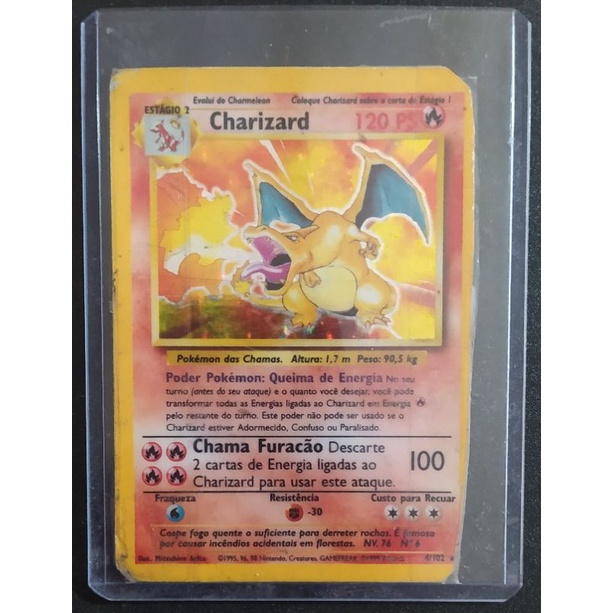 Evolui do Charmeleon Coloque Charizard sobre a carta do Estágio 1
ESTÁGIO 2
Charizard 120 PS
Pokémon das Chamas. Altura: 1,7 m Peso: 90,5 kg
Poder Pokémon: Queima de Energia No seu
turno (antes do seu ataque) e o quanto você desejar, você pode
transformar todas as Energias ligadas ao Charizard em Energia
pelo restante do turno. Este poder não pode ser usado se o
Charizard estiver Adormecido, Confuso ou Paralisado.
Chama Furacão Descarte
2 cartas de Energia ligadas ao
Charizard para usar este ataque.
100
Fraqueza Resistência Custo para Recuar
-30
Cospe fogo quente o suficiente para derreter rochas. É famoso
por causar incêndios acidentais em florestas. NV. 76 Nº 6
Ilus. Mitsuhiro Arita ©1995, 96, 98 Nintendo, Creatures, GAMEFREAK. 4/102